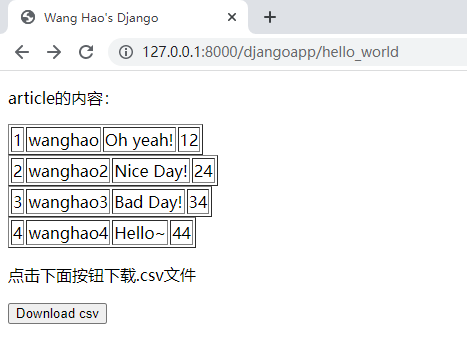 Wang Hao's Django
127.0.0.1:8000/djangoapp/hello_world
article的内容：
1 wanghao Oh yeah! 12
2 wanghao2 Nice Day! 24
3 wanghao3 Bad Day! 34
4 wanghao4 Hello~ 44
点击下面按钮下载.csv文件
Download csv